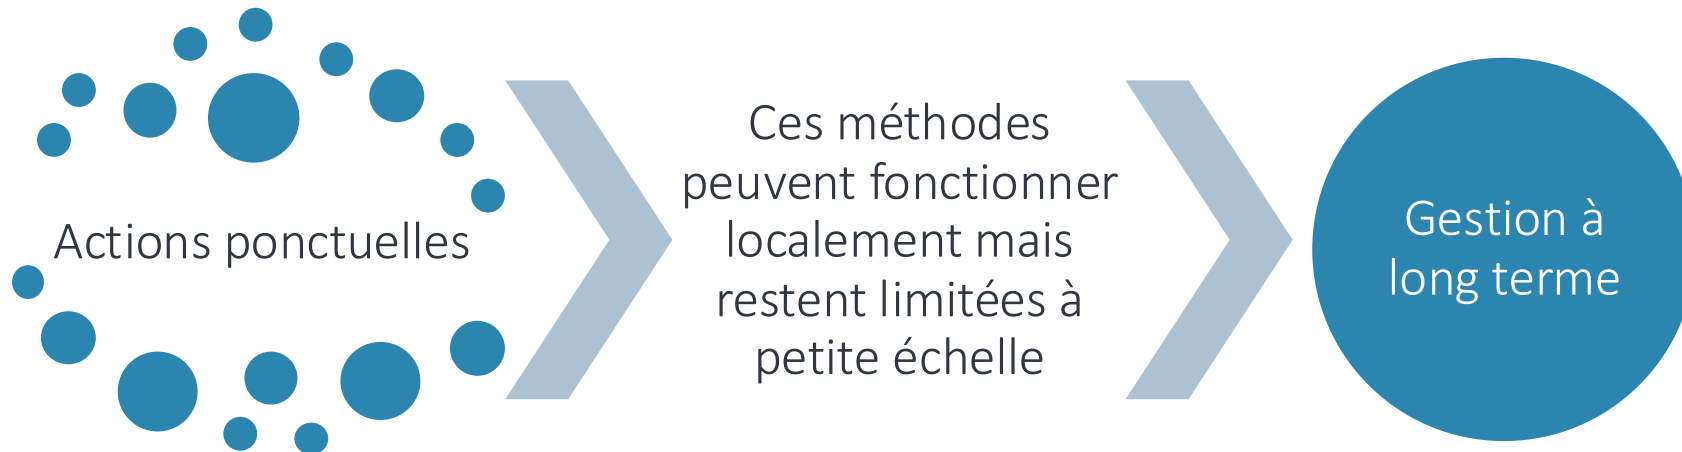 Actions ponctuelles
Ces méthodes
peuvent fonctionner
localement mais
restent limitées à
petite échelle
Gestion à
long terme